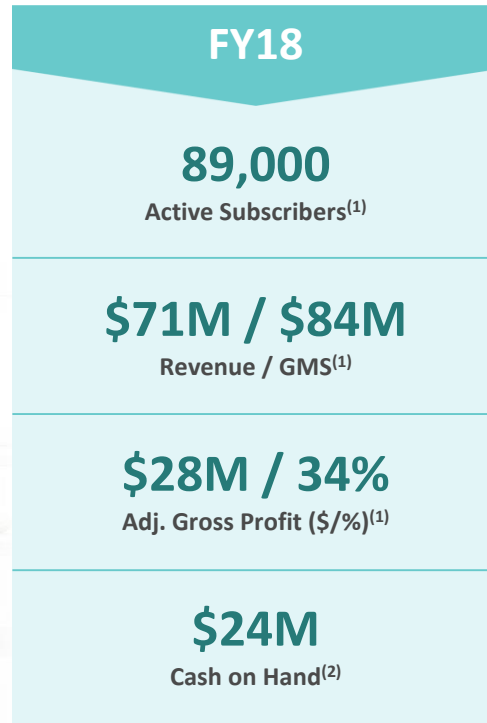 FY18
89,000
Active Subscribers(1)
$71M / $84M
Revenue / GMS(1)
$28M / 34%
Adj. Gross Profit ($/%)(1)
$24M
Cash on Hand(2)